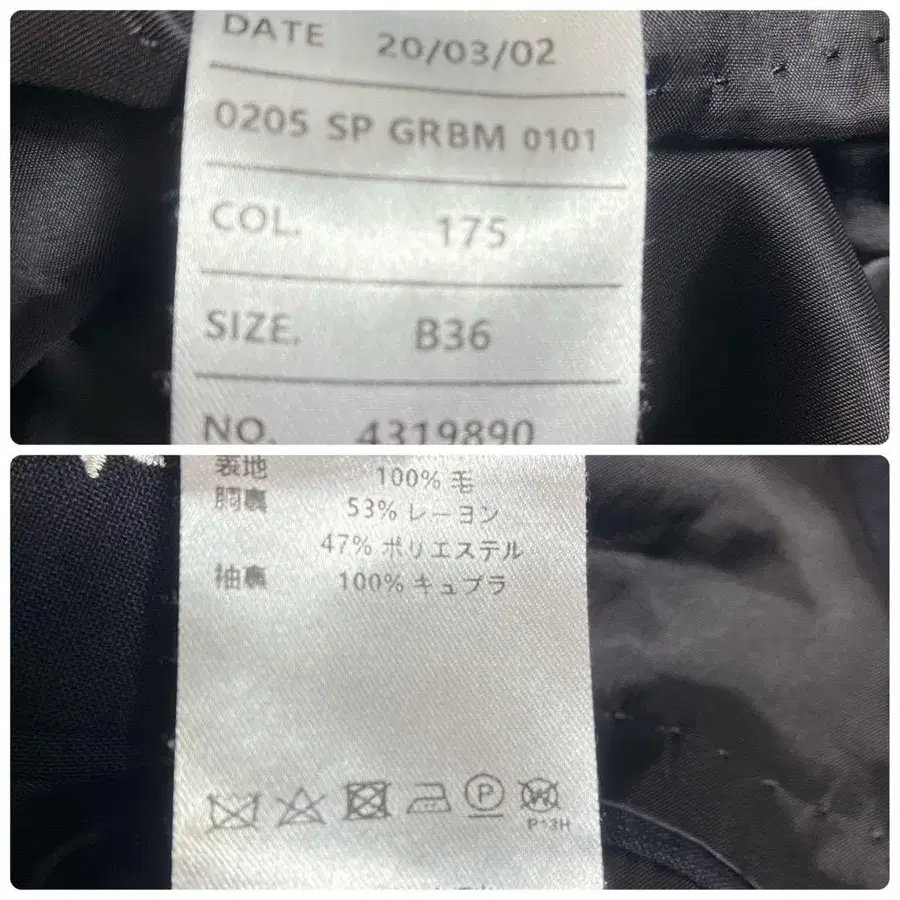 DATE 20/03/02
0205 SP GRBM 0101
COL. 175
SIZE. B36
NO. 4319890
表地 100% 毛
胴裏 53% レーヨン
47% ポリエステル
袖裏 100% キュプラ
P
W